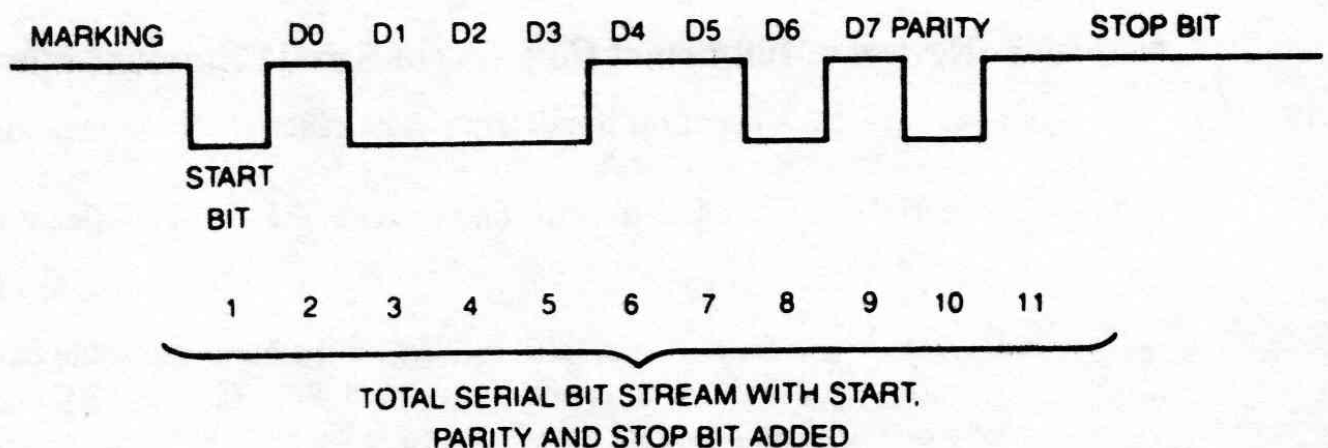 MARKING D0 D1 D2 D3 D4 D5 D6 D7 PARITY STOP BIT
START
BIT
1 2 3 4 5 6 7 8 9 10 11
TOTAL SERIAL BIT STREAM WITH START,
PARITY AND STOP BIT ADDED